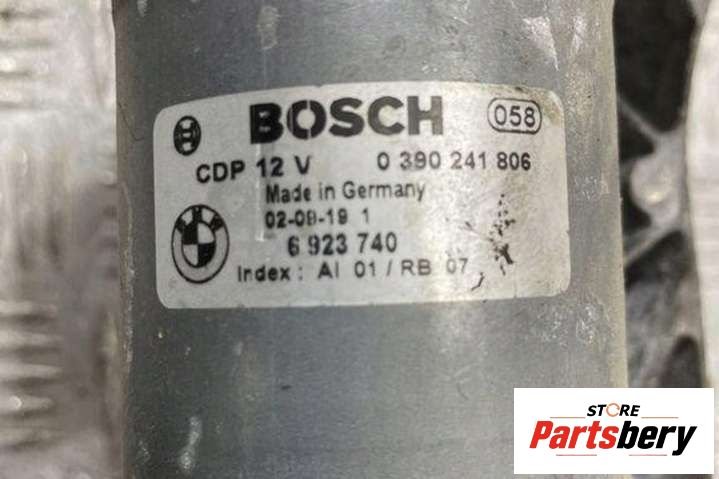 BOSCH 058
CDP 12 V 0 390 241 806
Made in Germany
02-08-19 1
6 923 740
Index: AI 01 / RB 07
STORE
Partsbery